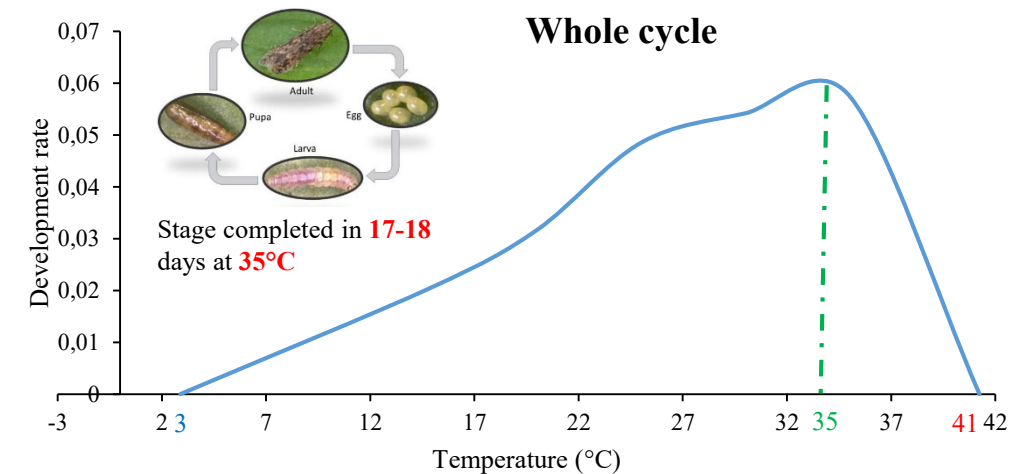 Whole cycle
0,07
0,06
0,05
0,04
0,03
0,02
0,01
0
Development rate
Adult
Pupa
Egg
Larva
Stage completed in 17-18
days at 35°C
-3 2 3 7 12 17 22 27 32 35 37 41 42
Temperature (°C)